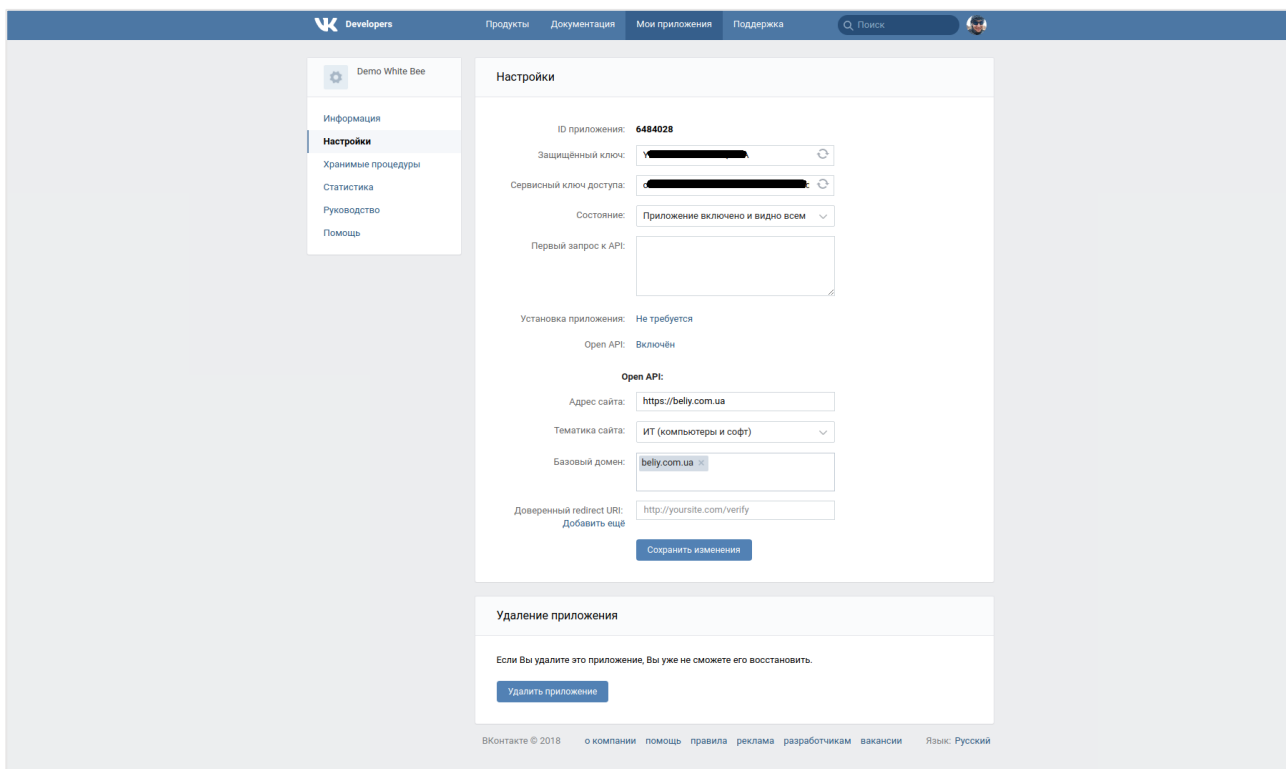 Developers Продукты Документация Мои приложения Поддержка Поиск
Demo White Bee
Информация
Настройки
Хранимые процедуры
Статистика
Руководство
Помощь
Настройки
ID приложения: 6484028
Защищённый ключ:
Сервисный ключ доступа:
Состояние: Приложение включено и видно всем
Первый запрос к API:
Установка приложения: Не требуется
Open API: Включён
Open API:
Адрес сайта: https://beliy.com.ua
Тематика сайта: ИТ (компьютеры и софт)
Базовый домен: beliy.com.ua ×
Доверенный redirect URI: http://yoursite.com/verify
Добавить ещё
Сохранить изменения
Удаление приложения
Если Вы удалите это приложение, Вы уже не сможете его восстановить.
Удалить приложение
ВКонтакте © 2018 о компании помощь правила реклама разработчикам вакансии Язык: Русский